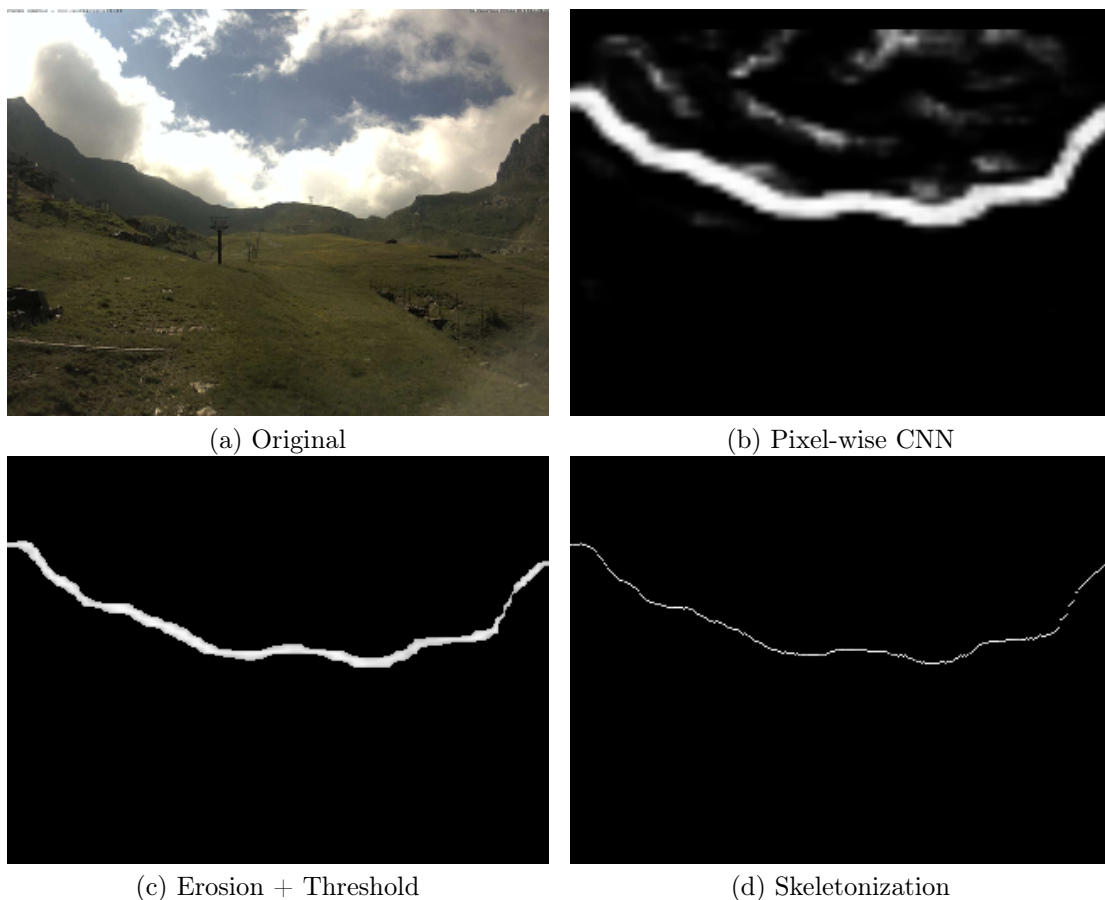 (a) Original
(b) Pixel-wise CNN
(c) Erosion + Threshold
(d) Skeletonization